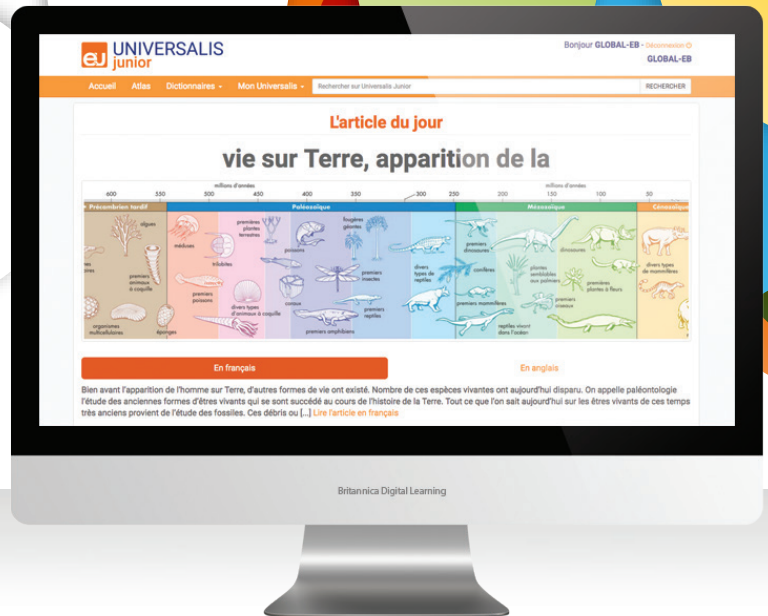 eu UNIVERSALIS
junior
Bonjour GLOBAL-EB - Déconnexion
GLOBAL-EB
Accueil Atlas Dictionnaires Mon Universalis Rechercher sur Universalis Junior RECHERCHER
L'article du jour
vie sur Terre, apparition de la
millions d'années millions d'années
600 550 500 450 400 350 300 250 200 150 100 50
Précambrien tardif Paléozoïque Mésozoïque Cénozoïque
algues
méduses
trilobites
premières
plantes
terrestres
poissons
fougères
géantes
premiers
dinosaures
dinosaures
premiers
animaux
à coquille
premiers
poissons
divers types
d'animaux à coquille
coraux
premiers
insectes
premiers
reptiles
divers
types de
reptiles
conifères
plantes
semblables
aux palmiers
premières
plantes à fleurs
divers types
de mammifères
organismes
multicellulaires
éponges
premiers amphibiens
premiers mammifères
premiers
oiseaux
reptiles vivant
dans l'océan
En français En anglais
Bien avant l'apparition de l'homme sur Terre, d'autres formes de vie ont existé. Nombre de ces espèces vivantes ont aujourd'hui disparu. On appelle paléontologie
l'étude des anciennes formes d'êtres vivants qui se sont succédé au cours de l'histoire de la Terre. Tout ce que l'on sait aujourd'hui sur les êtres vivants de ces temps
très anciens provient de l'étude des fossiles. Ces débris ou [...] Lire l'article en français
Britannica Digital Learning